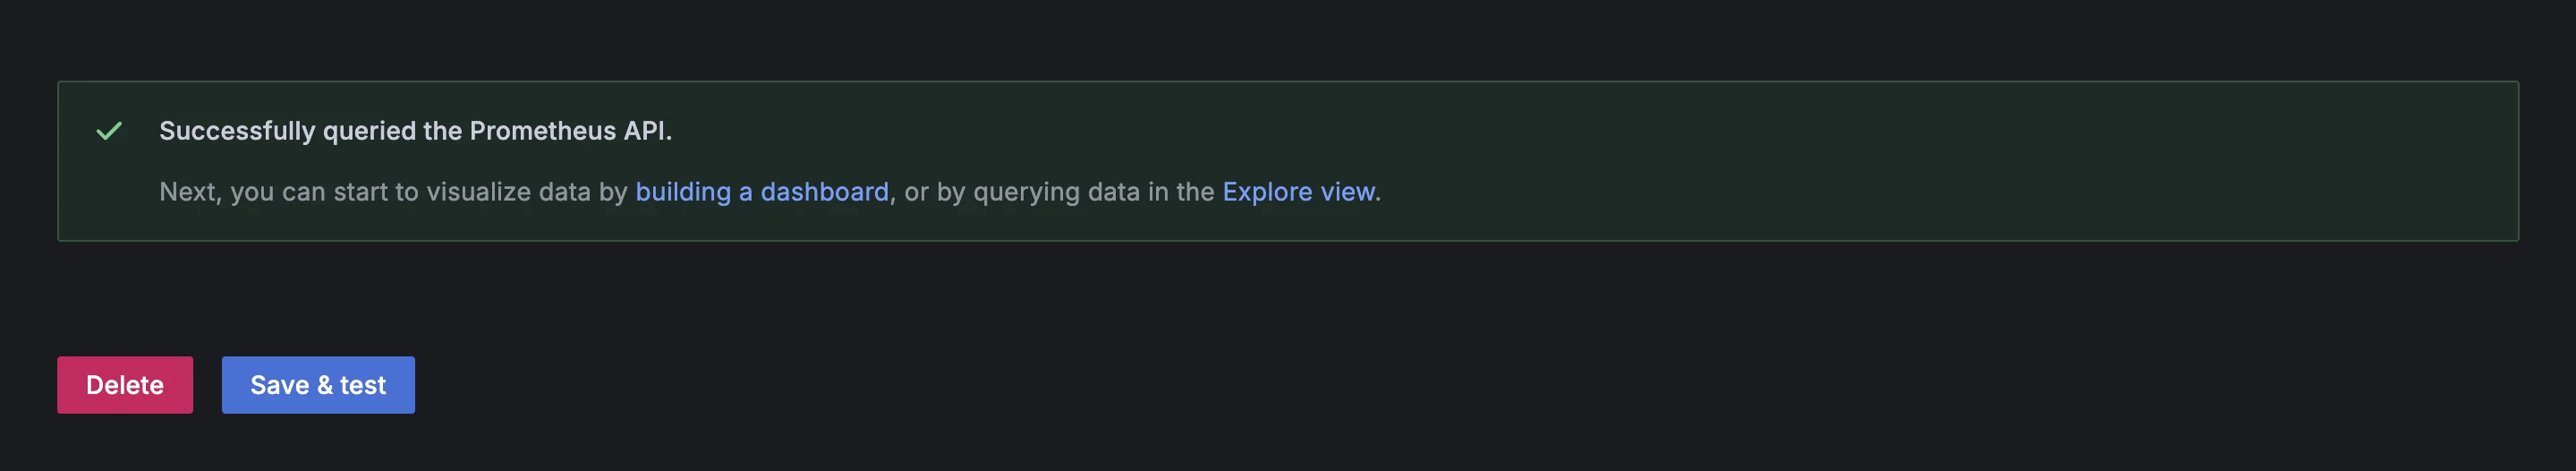 Successfully queried the Prometheus API.
Next, you can start to visualize data by building a dashboard, or by querying data in the Explore view.
Delete
Save & test